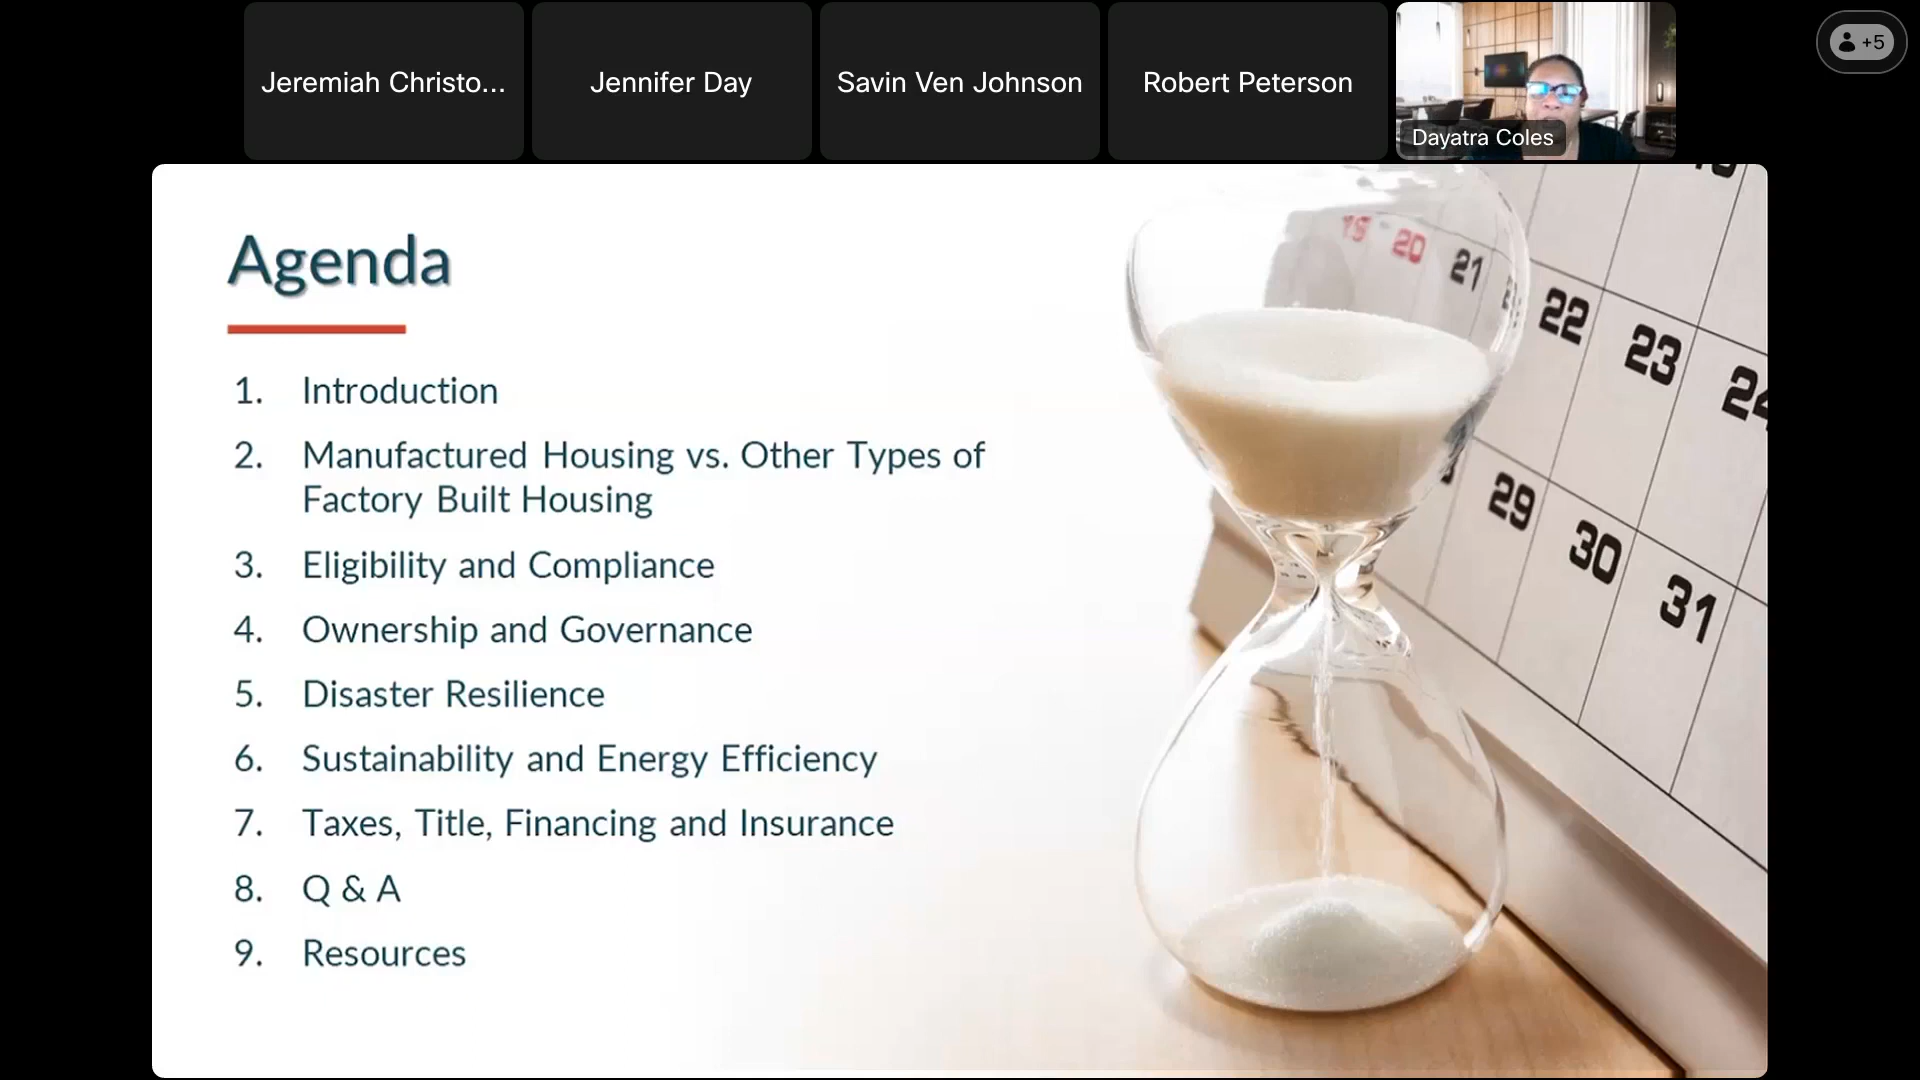 Jeremiah Christo...
Jennifer Day
Savin Ven Johnson
Robert Peterson
Dayatra Coles
+5
Agenda
1. Introduction
2. Manufactured Housing vs. Other Types of
Factory Built Housing
3. Eligibility and Compliance
4. Ownership and Governance
5. Disaster Resilience
6. Sustainability and Energy Efficiency
7. Taxes, Title, Financing and Insurance
8. Q & A
9. Resources
20
21
22
23
24
29
30
31